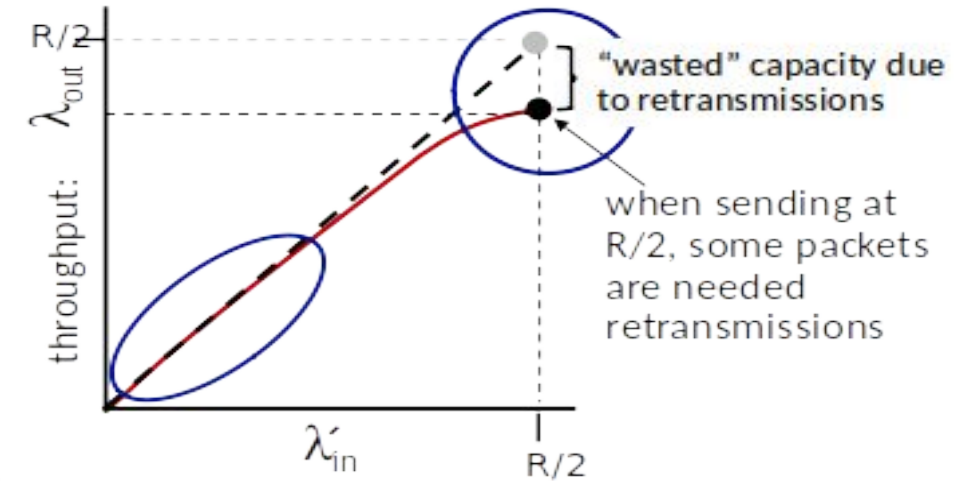 R/2
“wasted” capacity due
to retransmissions
throughput: λout
when sending at
R/2, some packets
are needed
retransmissions
λ′in
R/2